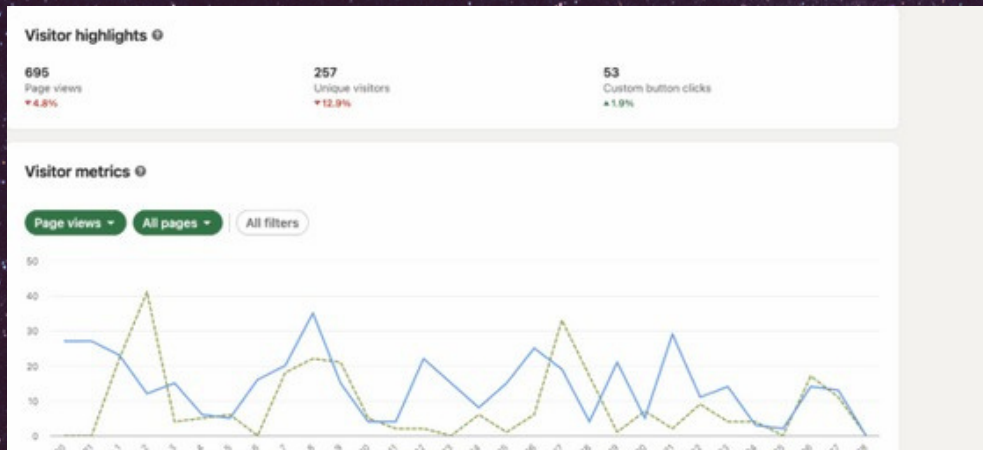 Visitor highlights
695
Page views
▼4.8%
257
Unique visitors
▼12.9%
53
Custom button clicks
▲1.9%
Visitor metrics
Page views
All pages
All filters
50
40
30
20
10
0